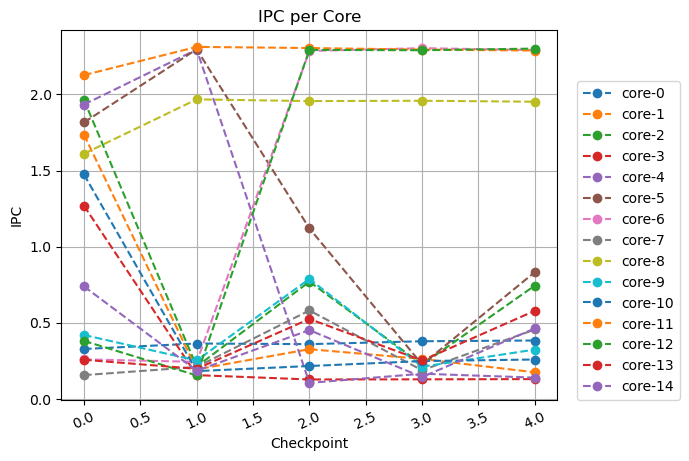 IPC per Core
IPC
2.0
1.5
1.0
0.5
0.0
0.0
0.5
1.0
1.5
2.0
2.5
3.0
3.5
4.0
Checkpoint
core-0
core-1
core-2
core-3
core-4
core-5
core-6
core-7
core-8
core-9
core-10
core-11
core-12
core-13
core-14